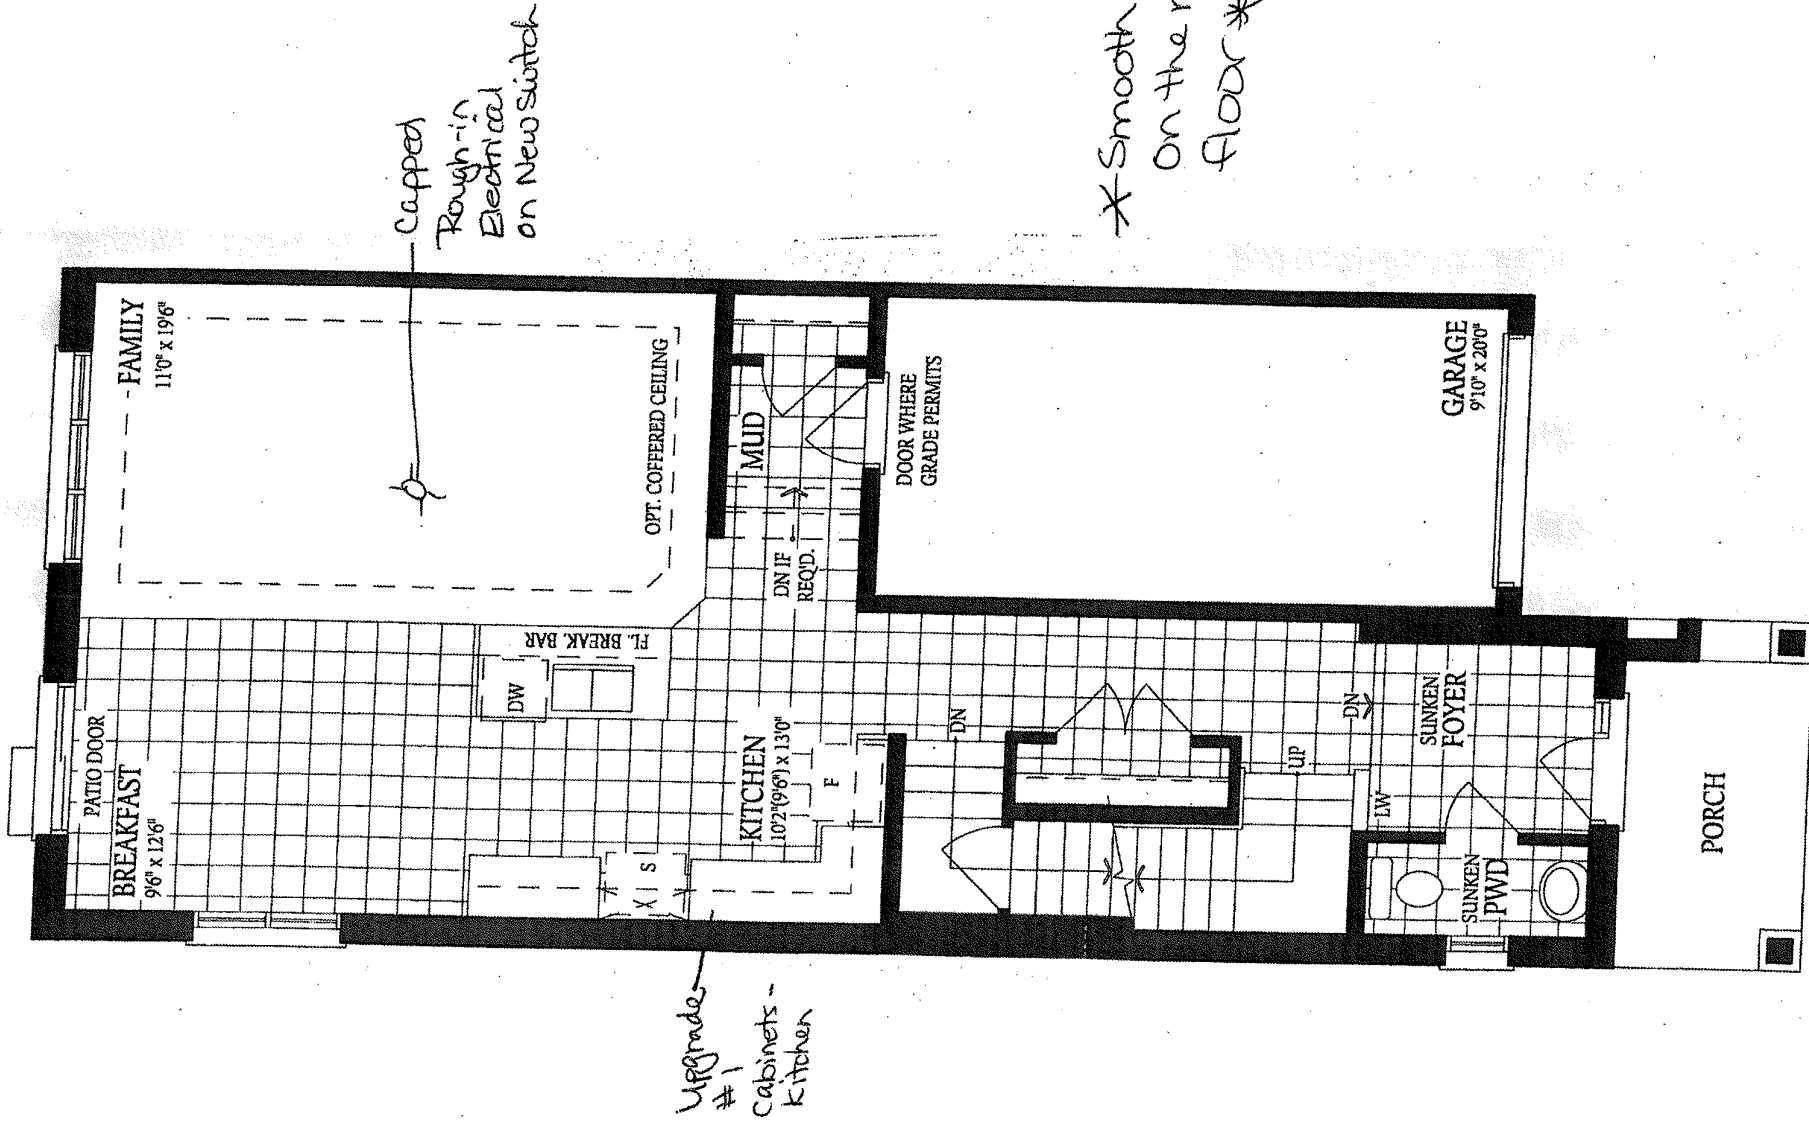 Capped
Rough-in
Electrical
on New switch
* Smooth
on the
floor *
FAMILY
11'0" x 19'6"
OPT. COFFERED CEILING
MUD
DOOR WHERE
GRADE PERMITS
GARAGE
9'10" x 20'0"
DN IF
REQ'D.
FL. BREAK. BAR
DW
PATIO DOOR
BREAKFAST
9'6" x 12'6"
KITCHEN
10'2"(9'6") x 13'0"
F
S
DN
UP
DN
SUNKEN
FOYER
LW
SUNKEN
PWD
PORCH
Upgrade
#1
Cabinets -
Kitchen